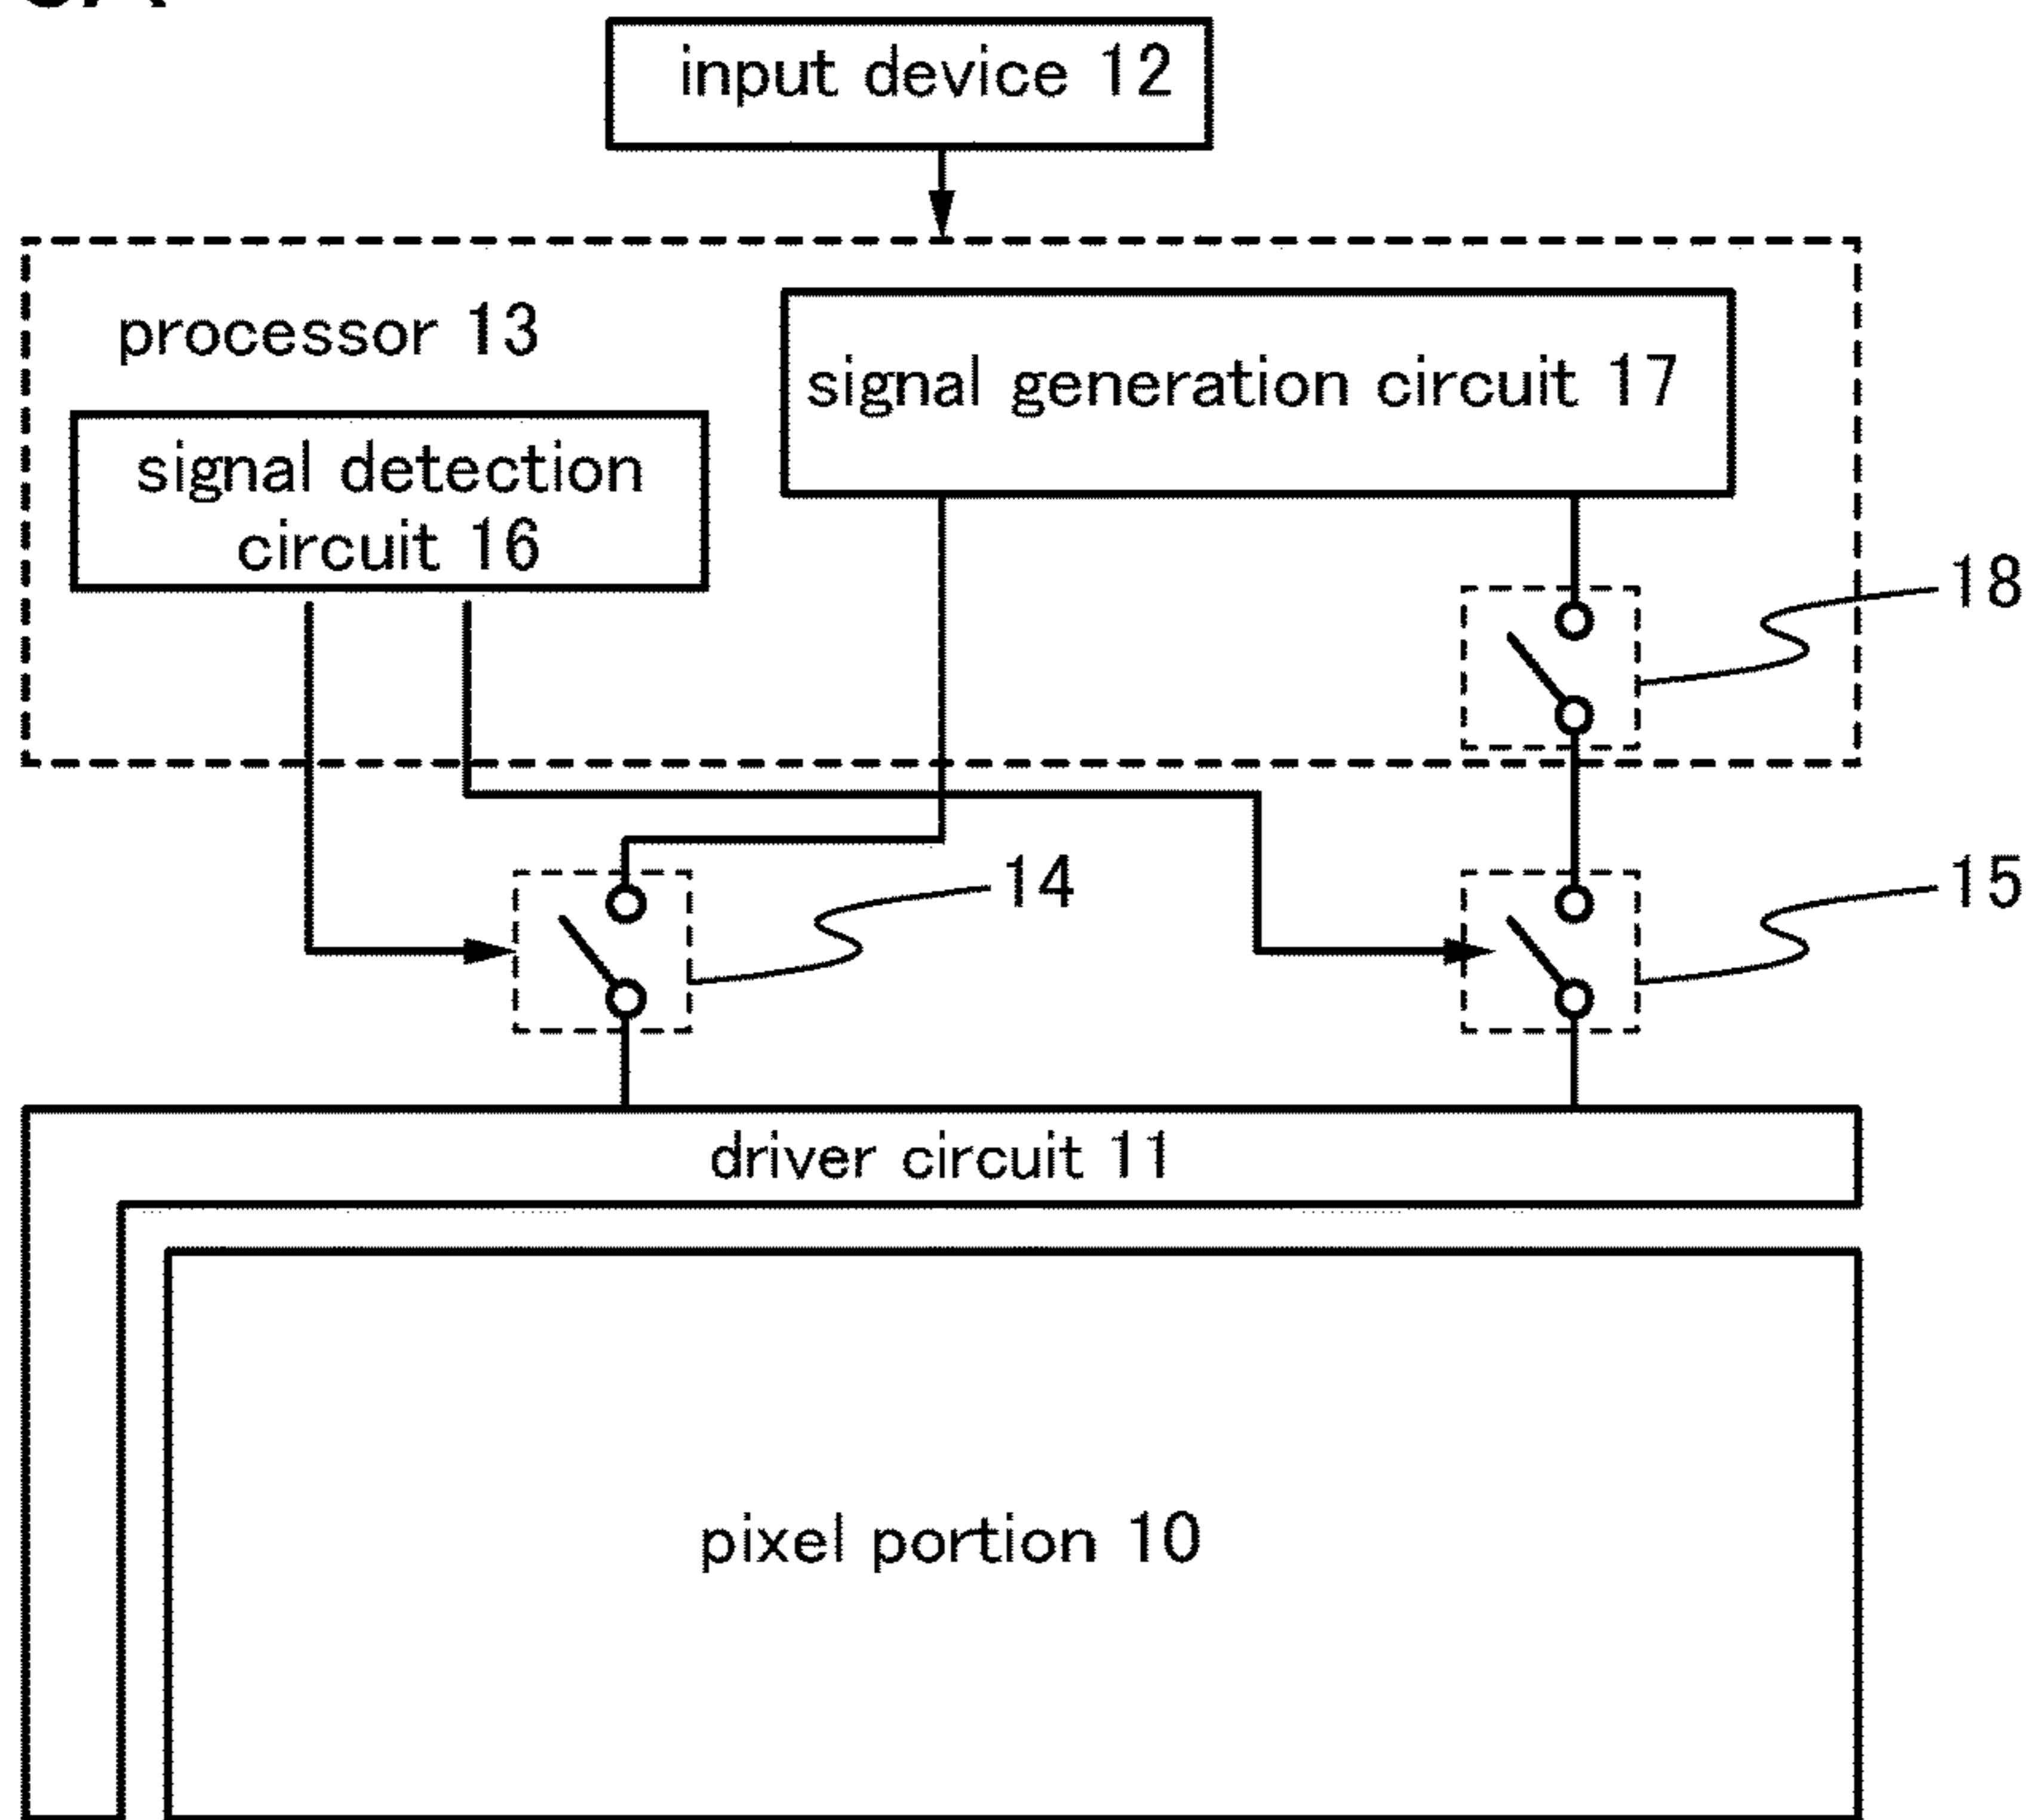 input device 12
processor 13
signal generation circuit 17
signal detection
circuit 16
18
14
15
driver circuit 11
pixel portion 10